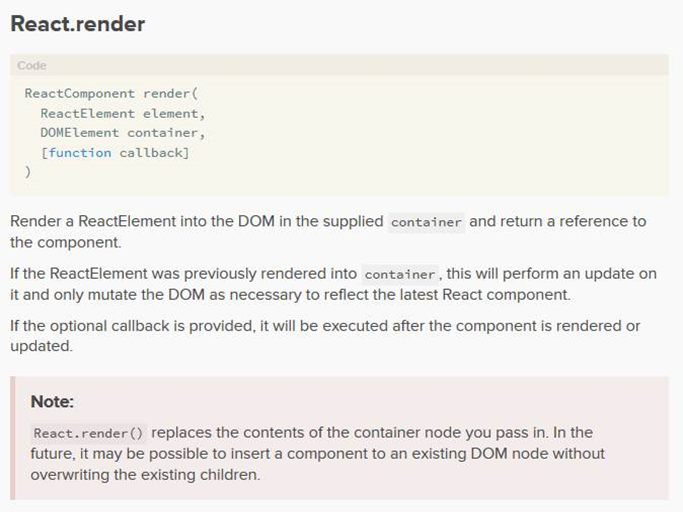 React.render
Code
ReactComponent render(
  ReactElement element,
  DOMElement container,
  [function callback]
)
Render a ReactElement into the DOM in the supplied container and return a reference to
the component.
If the ReactElement was previously rendered into container, this will perform an update on
it and only mutate the DOM as necessary to reflect the latest React component.
If the optional callback is provided, it will be executed after the component is rendered or
updated.
Note:
React.render() replaces the contents of the container node you pass in. In the
future, it may be possible to insert a component to an existing DOM node without
overwriting the existing children.